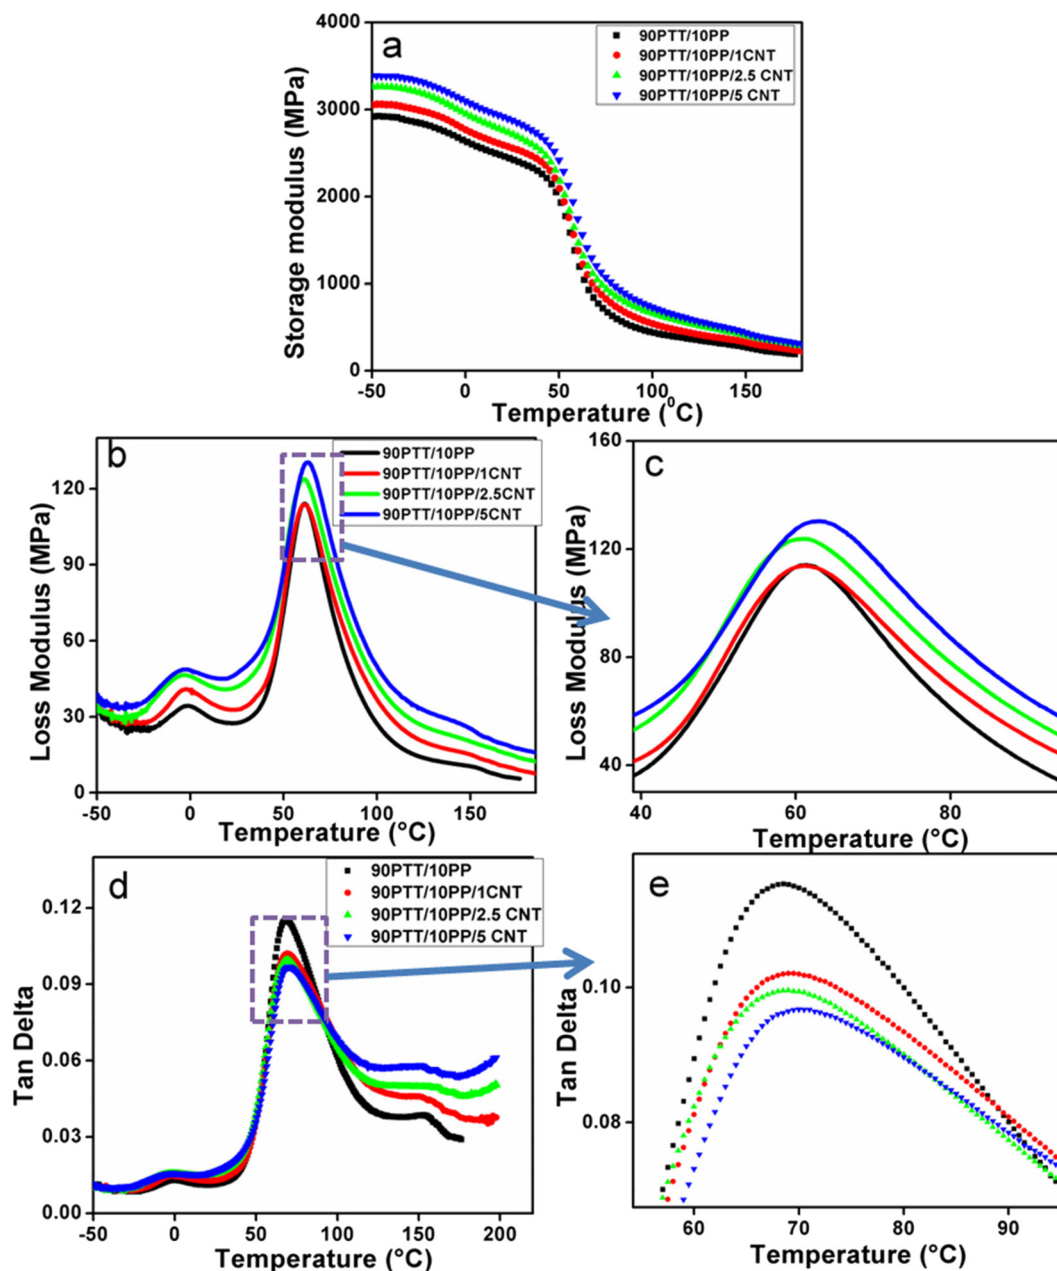 a
90PTT/10PP
90PTT/10PP/1CNT
90PTT/10PP/2.5 CNT
90PTT/10PP/5 CNT
Storage modulus (MPa)
4000
3000
2000
1000
0
-50 0 50 100 150
Temperature (⁰C)
b
90PTT/10PP
90PTT/10PP/1CNT
90PTT/10PP/2.5CNT
90PTT/10PP/5CNT
Loss Modulus (MPa)
120
90
60
30
0
-50 0 50 100 150
Temperature (°C)
c
Loss Modulus (MPa)
160
120
80
40
40 60 80
Temperature (°C)
d
90PTT/10PP
90PTT/10PP/1CNT
90PTT/10PP/2.5 CNT
90PTT/10PP/5 CNT
Tan Delta
0.12
0.09
0.06
0.03
0.00
-50 0 50 100 150 200
Temperature (°C)
e
Tan Delta
0.10
0.08
60 70 80 90
Temperature (°C)